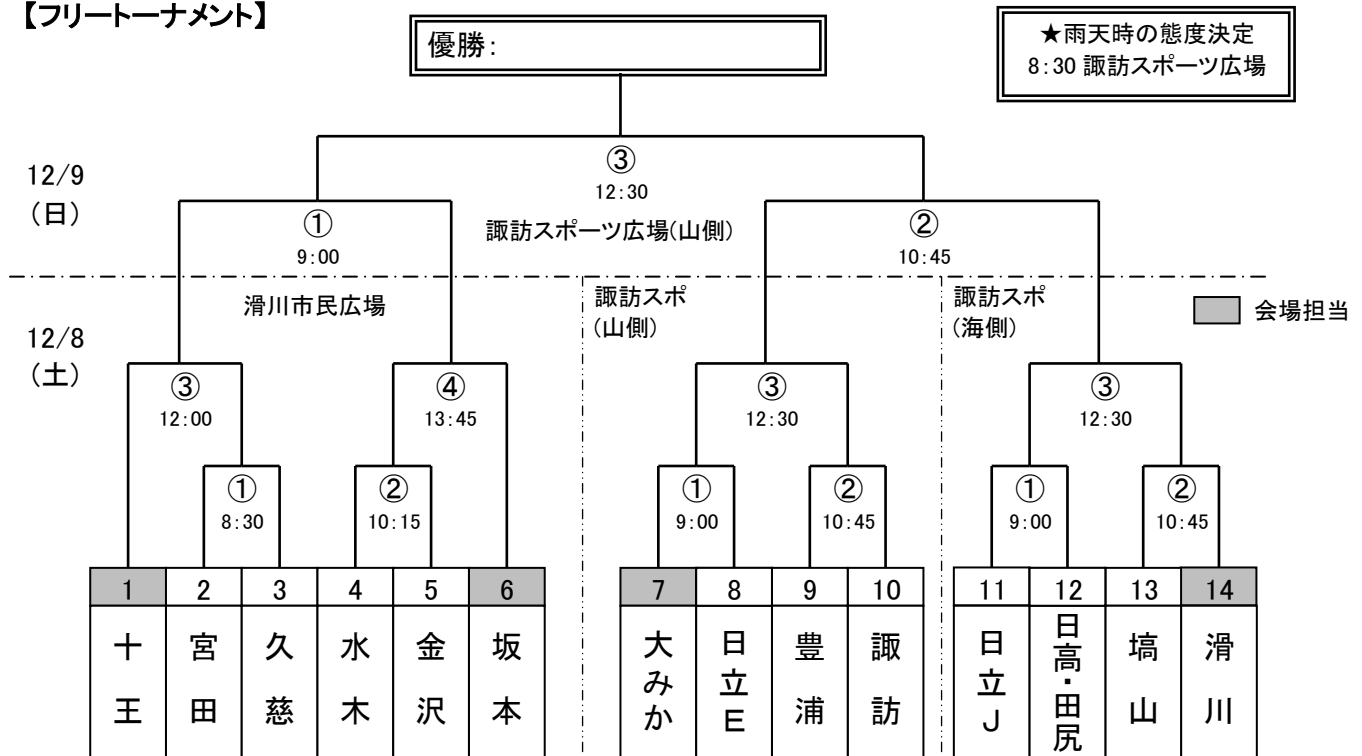 【フリートーナメント】
優勝:
★雨天時の態度決定
8:30 諏訪スポーツ広場
12/9
(日)
③
12:30
諏訪スポーツ広場(山側)
①
9:00
②
10:45
滑川市民広場
諏訪スポ
(山側)
諏訪スポ
(海側)
会場担当
12/8
(土)
③
12:00
④
13:45
③
12:30
③
12:30
①
8:30
②
10:15
①
9:00
②
10:45
①
9:00
②
10:45
1 2 3 4 5 6 7 8 9 10 11 12 13 14
十王
宮田
久慈
水木
金沢
坂本
大みか
日立E
豊浦
諏訪
日立J
日高・田尻
塙山
滑川